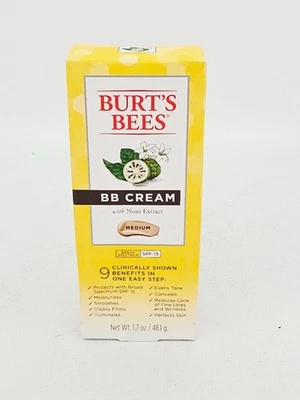 BURT'S
BEES®
BB CREAM
with Noni Extract
MEDIUM
BROAD SPECTRUM SPF 15
9 CLINICALLY SHOWN
BENEFITS IN
ONE EASY STEP:
✓ Protects with Broad
Spectrum SPF 15
✓ Moisturizes
✓ Smoothes
✓ Visibly Firms
✓ Illuminates
✓ Evens Tone
✓ Conceals
✓ Reduces Look
of Fine Lines
and Wrinkles
✓ Perfects Skin
Net Wt. 1.7 oz / 48.1 g